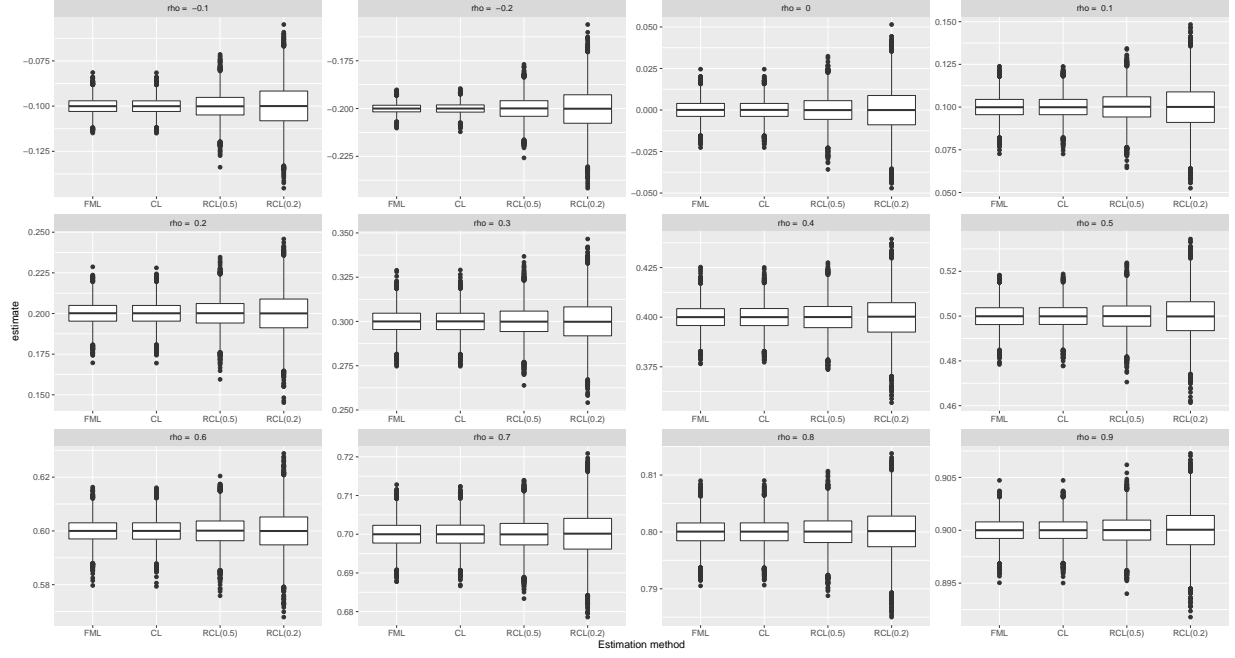 rho = −0.1
rho = −0.2
rho = 0
rho = 0.1
−0.075
−0.100
−0.125
−0.175
−0.200
−0.225
0.050
0.025
0.000
−0.025
−0.050
0.150
0.125
0.100
0.075
0.050
FML CL RCL(0.5) RCL(0.2)
FML CL RCL(0.5) RCL(0.2)
FML CL RCL(0.5) RCL(0.2)
FML CL RCL(0.5) RCL(0.2)
rho = 0.2
rho = 0.3
rho = 0.4
rho = 0.5
estimate
0.250
0.225
0.200
0.175
0.150
0.350
0.325
0.300
0.275
0.250
0.425
0.400
0.375
0.52
0.50
0.48
0.46
FML CL RCL(0.5) RCL(0.2)
FML CL RCL(0.5) RCL(0.2)
FML CL RCL(0.5) RCL(0.2)
FML CL RCL(0.5) RCL(0.2)
rho = 0.6
rho = 0.7
rho = 0.8
rho = 0.9
0.62
0.60
0.58
0.72
0.71
0.70
0.69
0.68
0.81
0.80
0.79
0.905
0.900
0.895
FML CL RCL(0.5) RCL(0.2)
FML CL RCL(0.5) RCL(0.2)
FML CL RCL(0.5) RCL(0.2)
FML CL RCL(0.5) RCL(0.2)
Estimation method